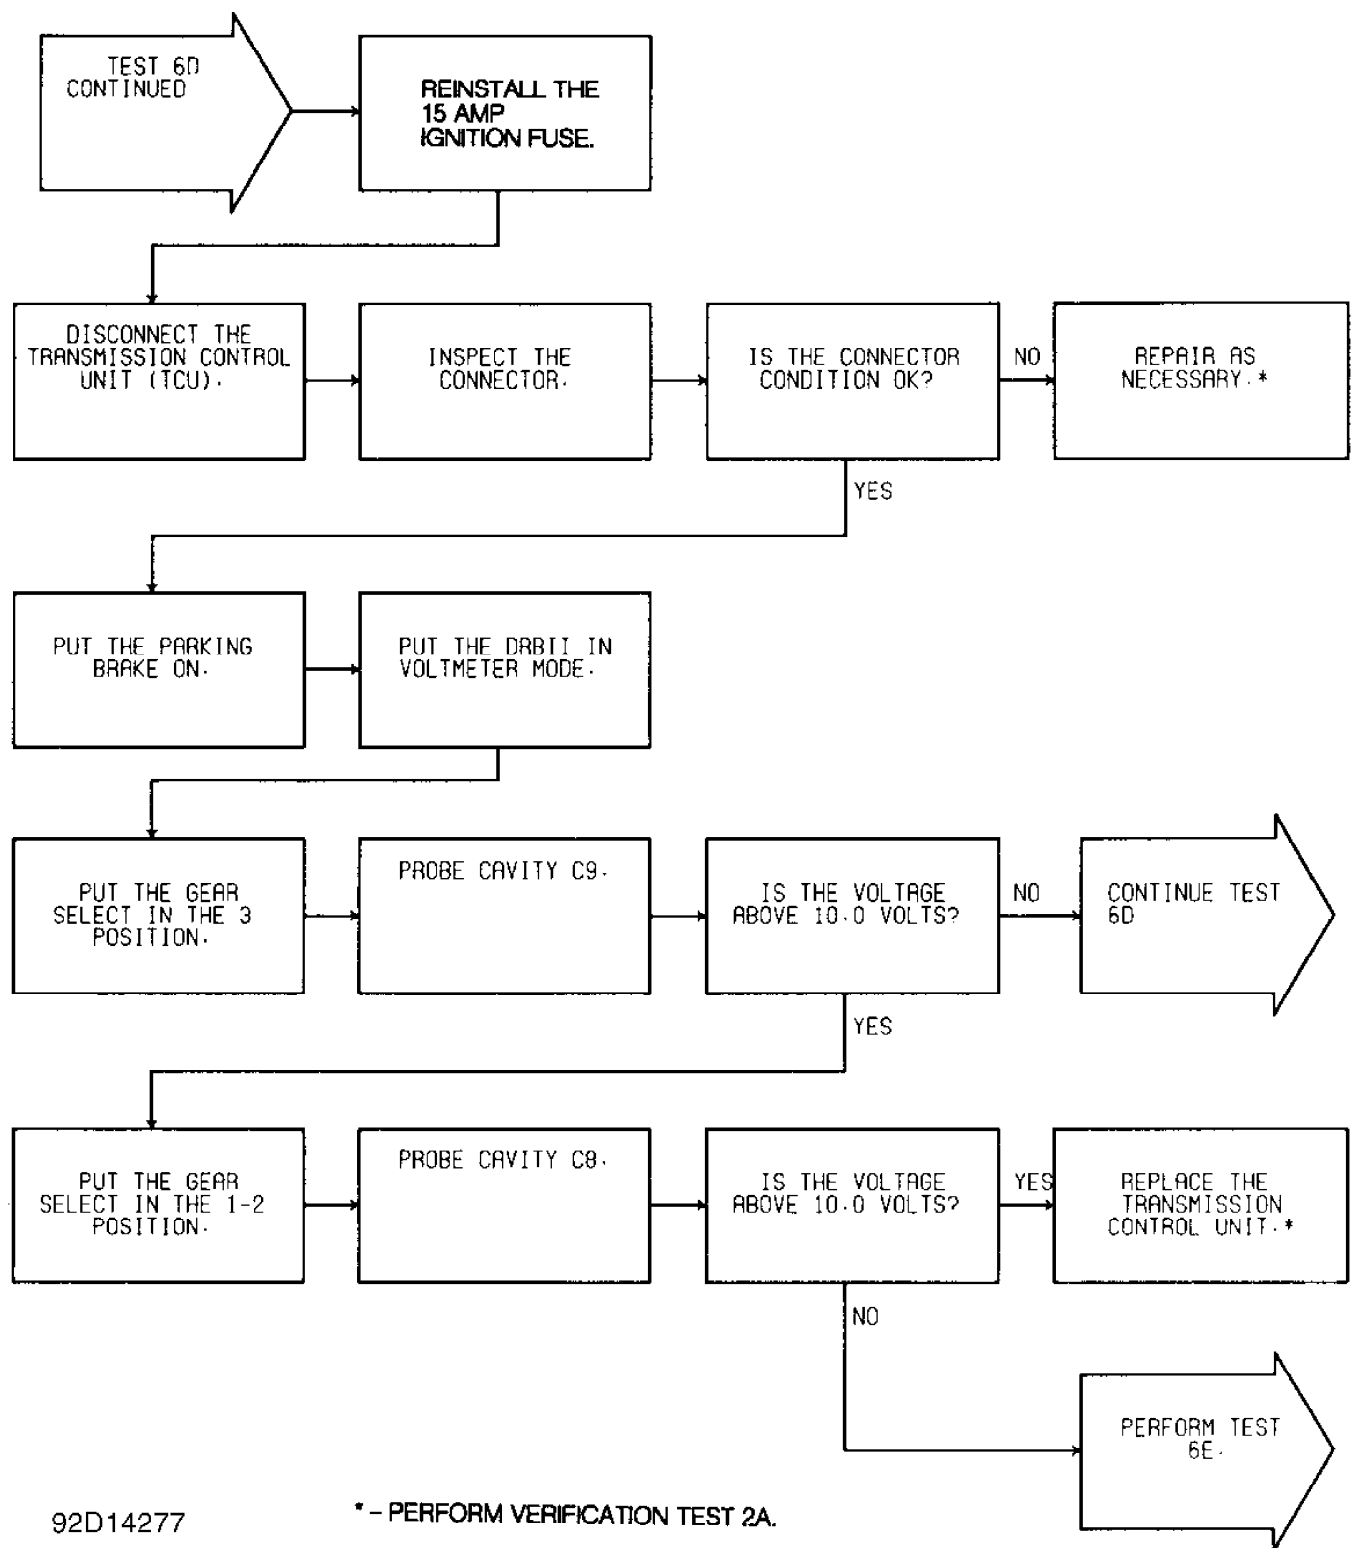 TEST 6D
CONTINUED
REINSTALL THE
15 AMP
IGNITION FUSE.
DISCONNECT THE
TRANSMISSION CONTROL
UNIT (TCU).
INSPECT THE
CONNECTOR.
IS THE CONNECTOR
CONDITION OK?
NO
REPAIR AS
NECESSARY.*
YES
PUT THE PARKING
BRAKE ON.
PUT THE DRBII IN
VOLTMETER MODE.
PUT THE GEAR
SELECT IN THE 3
POSITION.
PROBE CAVITY C9.
IS THE VOLTAGE
ABOVE 10.0 VOLTS?
NO
CONTINUE TEST
6D
YES
PUT THE GEAR
SELECT IN THE 1-2
POSITION.
PROBE CAVITY C8.
IS THE VOLTAGE
ABOVE 10.0 VOLTS?
YES
REPLACE THE
TRANSMISSION
CONTROL UNIT.*
NO
PERFORM TEST
6E.
92D14277
* - PERFORM VERIFICATION TEST 2A.